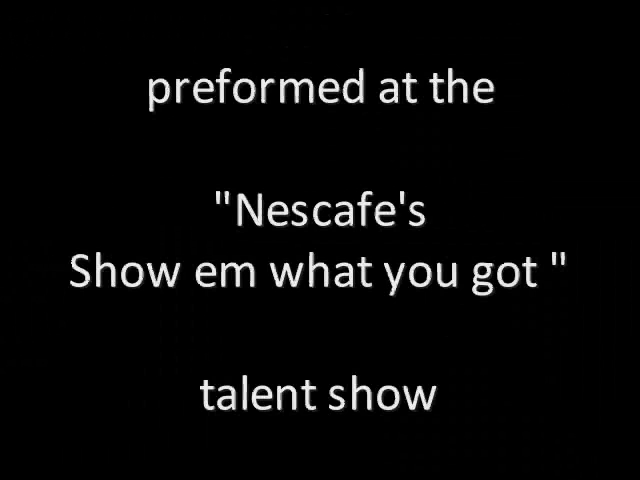 preformed at the
"Nescafe's
Show em what you got "
talent show